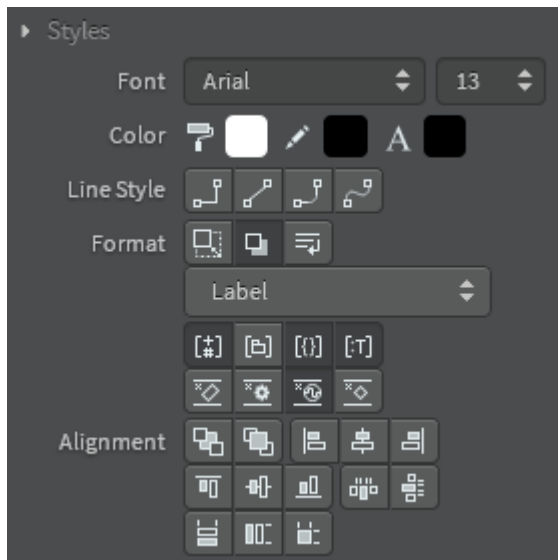 Styles
Font Arial 13
Color A
Line Style
Format
Label
[‡] [{}] [:T]
Alignment